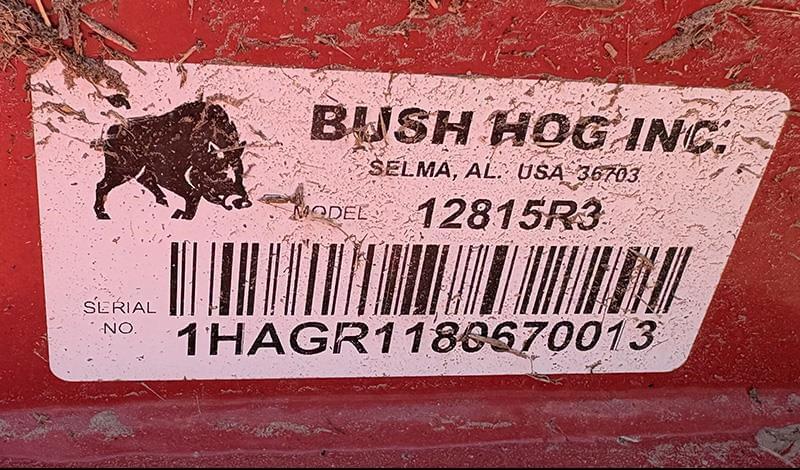 BUSH HOG INC.
SELMA, AL. USA 36703
MODEL 12815R3
SERIAL
NO.
1HAGR1180670013